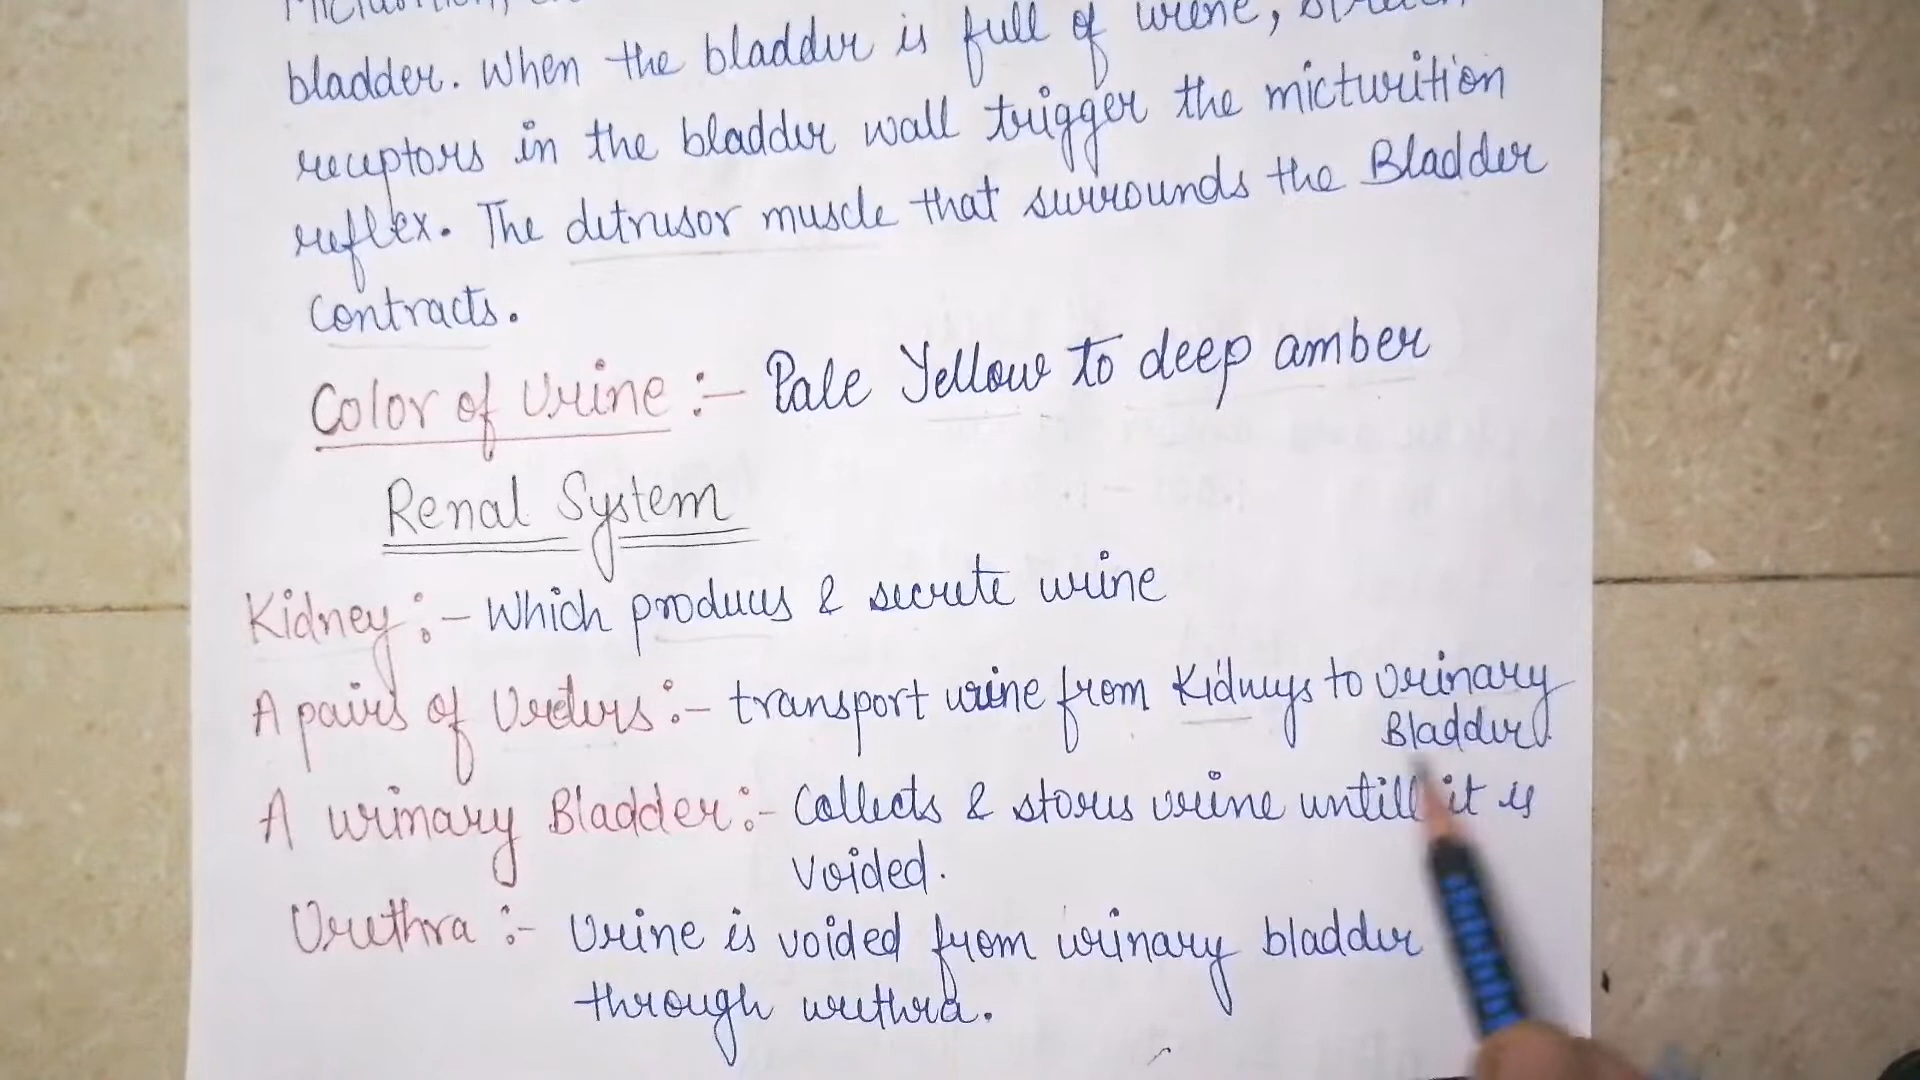 bladder. When the bladder is full of urine, stretch
receptors in the bladder wall trigger the micturition
reflex. The detrusor muscle that surrounds the Bladder
Contracts.
Color of Urine :- Pale Yellow to deep amber
Renal System
Kidney :- Which produces & secrete urine
A pairs of Ureters :- transport urine from Kidneys to Urinary
Bladder.
A urinary Bladder :- Collects & stores urine untill it is
Voided.
Urethra :- Urine is voided from urinary bladder
through urethra.